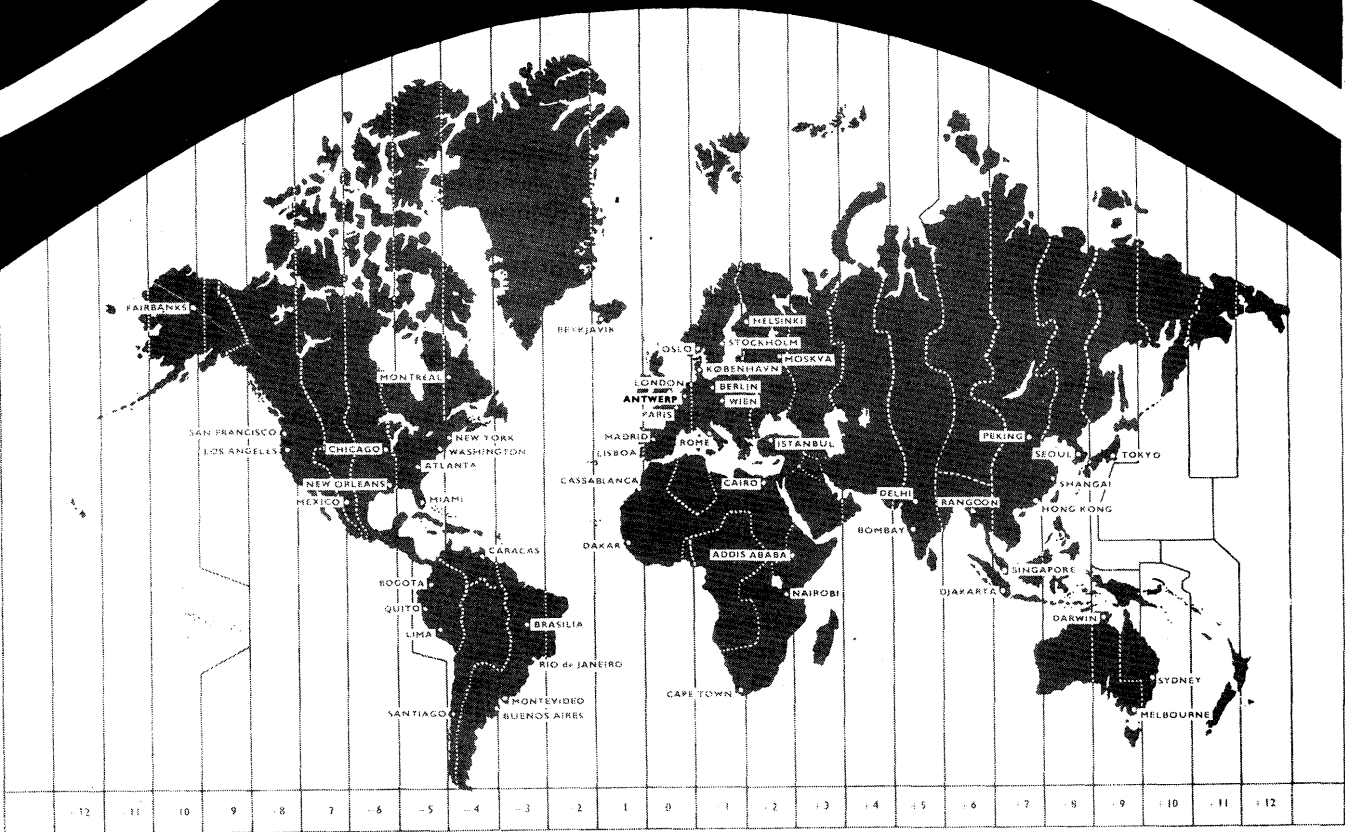 FAIRBANKS
REYKJAVIK
HELSINKI
STOCKHOLM
OSLO
MOSKVA
KØBENHAVN
MONTREAL
LONDON
BERLIN
ANTWERP
WIEN
PARIS
SAN FRANCISCO
NEW YORK
MADRID
ROME
ISTANBUL
PEKING
LOS ANGELES
CHICAGO
WASHINGTON
LISBOA
SEOUL
TOKYO
ATLANTA
NEW ORLEANS
CASSABLANCA
CAIRO
SHANGAI
MEXICO
MIAMI
DELHI
RANGOON
HONG KONG
BOMBAY
DAKAR
CARACAS
ADDIS ABABA
SINGAPORE
BOGOTA
NAIROBI
DJAKARTA
QUITO
BRASILIA
DARWIN
LIMA
RIO de JANEIRO
SYDNEY
CAPE TOWN
MONTEVIDEO
SANTIAGO
BUENOS AIRES
MELBOURNE
-12 -11 -10 -9 -8 -7 -6 -5 -4 -3 -2 -1 0 +1 +2 +3 +4 +5 +6 +7 +8 +9 +10 +11 +12